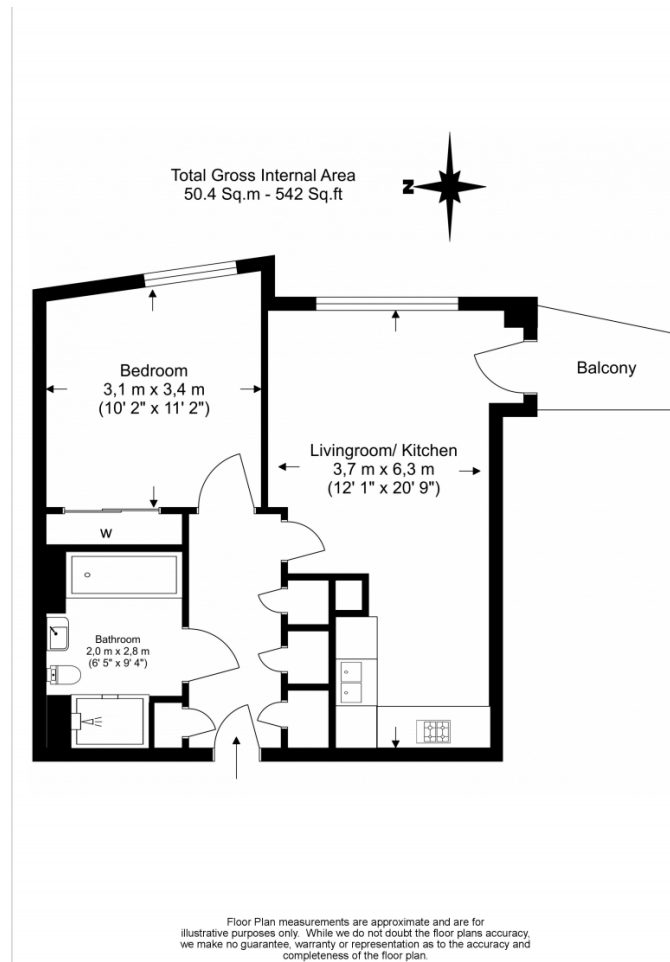 Total Gross Internal Area
50.4 Sq.m - 542 Sq.ft
N
Bedroom
3,1 m x 3,4 m
(10' 2" x 11' 2")
Balcony
Livingroom/ Kitchen
3,7 m x 6,3 m
(12' 1" x 20' 9")
W
Bathroom
2,0 m x 2,8 m
(6' 5" x 9' 4")
Floor Plan measurements are approximate and are for
illustrative purposes only. While we do not doubt the floor plans accuracy,
we make no guarantee, warranty or representation as to the accuracy and
completeness of the floor plan.